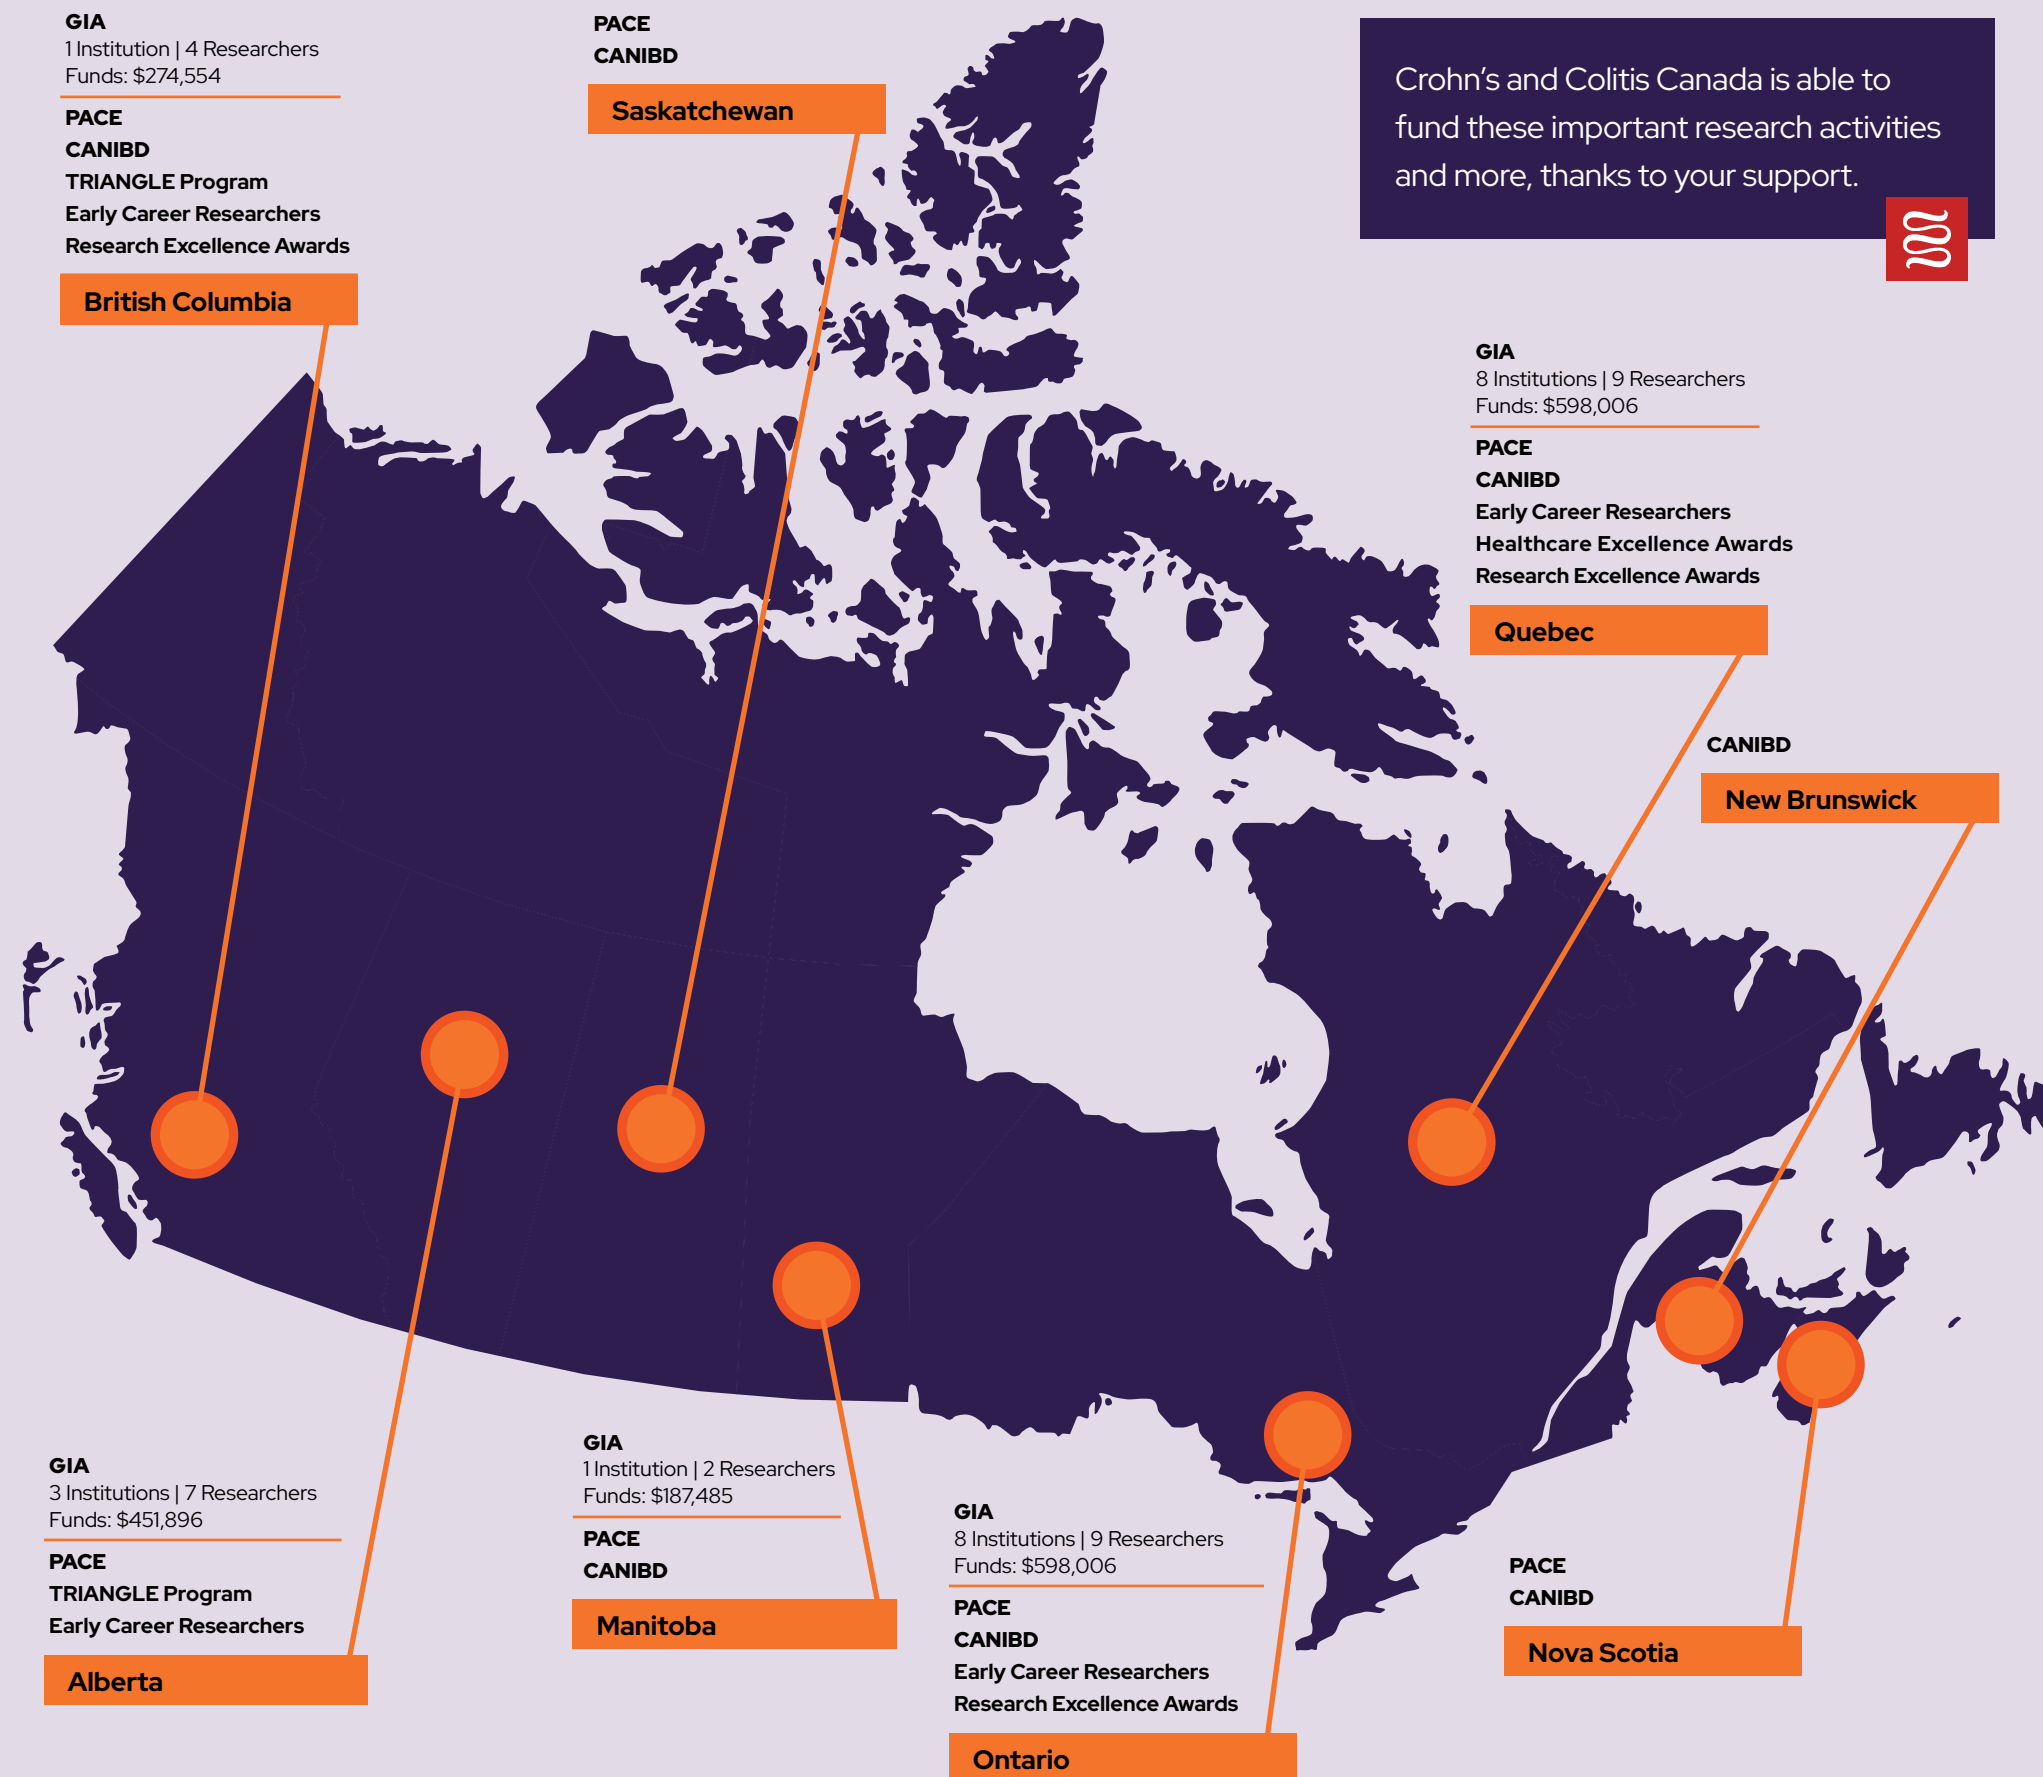 GIA
1 Institution | 4 Researchers
Funds: $274,554
PACE
CANIBD
TRIANGLE Program
Early Career Researchers
Research Excellence Awards
British Columbia
PACE
CANIBD
Saskatchewan
Crohn's and Colitis Canada is able to
fund these important research activities
and more, thanks to your support.
GIA
8 Institutions | 9 Researchers
Funds: $598,006
PACE
CANIBD
Early Career Researchers
Healthcare Excellence Awards
Research Excellence Awards
Quebec
CANIBD
New Brunswick
GIA
3 Institutions | 7 Researchers
Funds: $451,896
PACE
TRIANGLE Program
Early Career Researchers
Alberta
GIA
1 Institution | 2 Researchers
Funds: $187,485
PACE
CANIBD
Manitoba
GIA
8 Institutions | 9 Researchers
Funds: $598,006
PACE
CANIBD
Early Career Researchers
Research Excellence Awards
Ontario
PACE
CANIBD
Nova Scotia